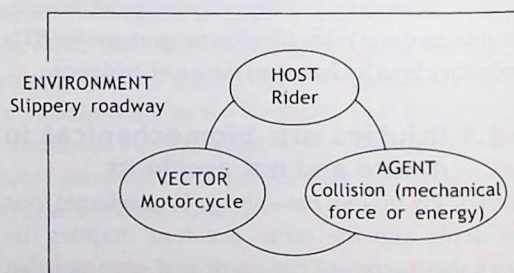 ENVIRONMENT
Slippery roadway
HOST
Rider
VECTOR
Motorcycle
AGENT
Collision (mechanical
force or energy)